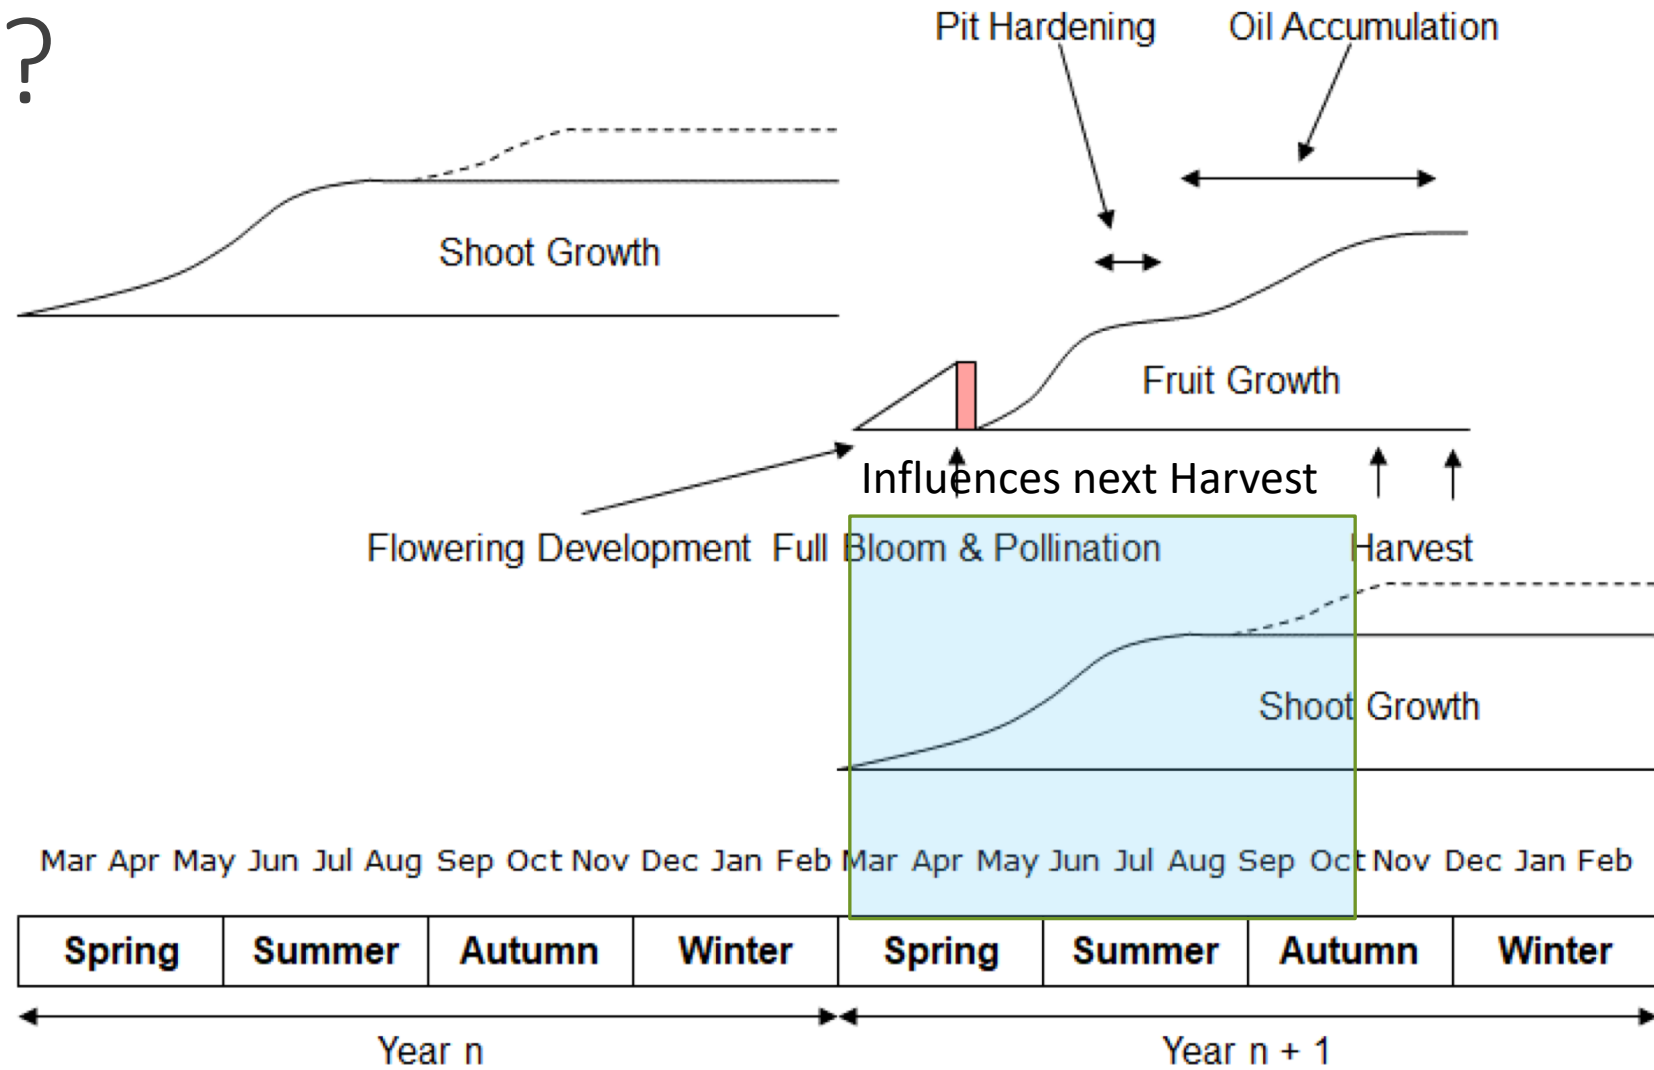 ?
Pit Hardening
Oil Accumulation
Shoot Growth
Fruit Growth
Influences next Harvest
Flowering Development
Full Bloom & Pollination
Harvest
Shoot Growth
Mar Apr May Jun Jul Aug Sep Oct Nov Dec Jan Feb Mar Apr May Jun Jul Aug Sep Oct Nov Dec Jan Feb
Spring Summer Autumn Winter Spring Summer Autumn Winter
Year n
Year n + 1